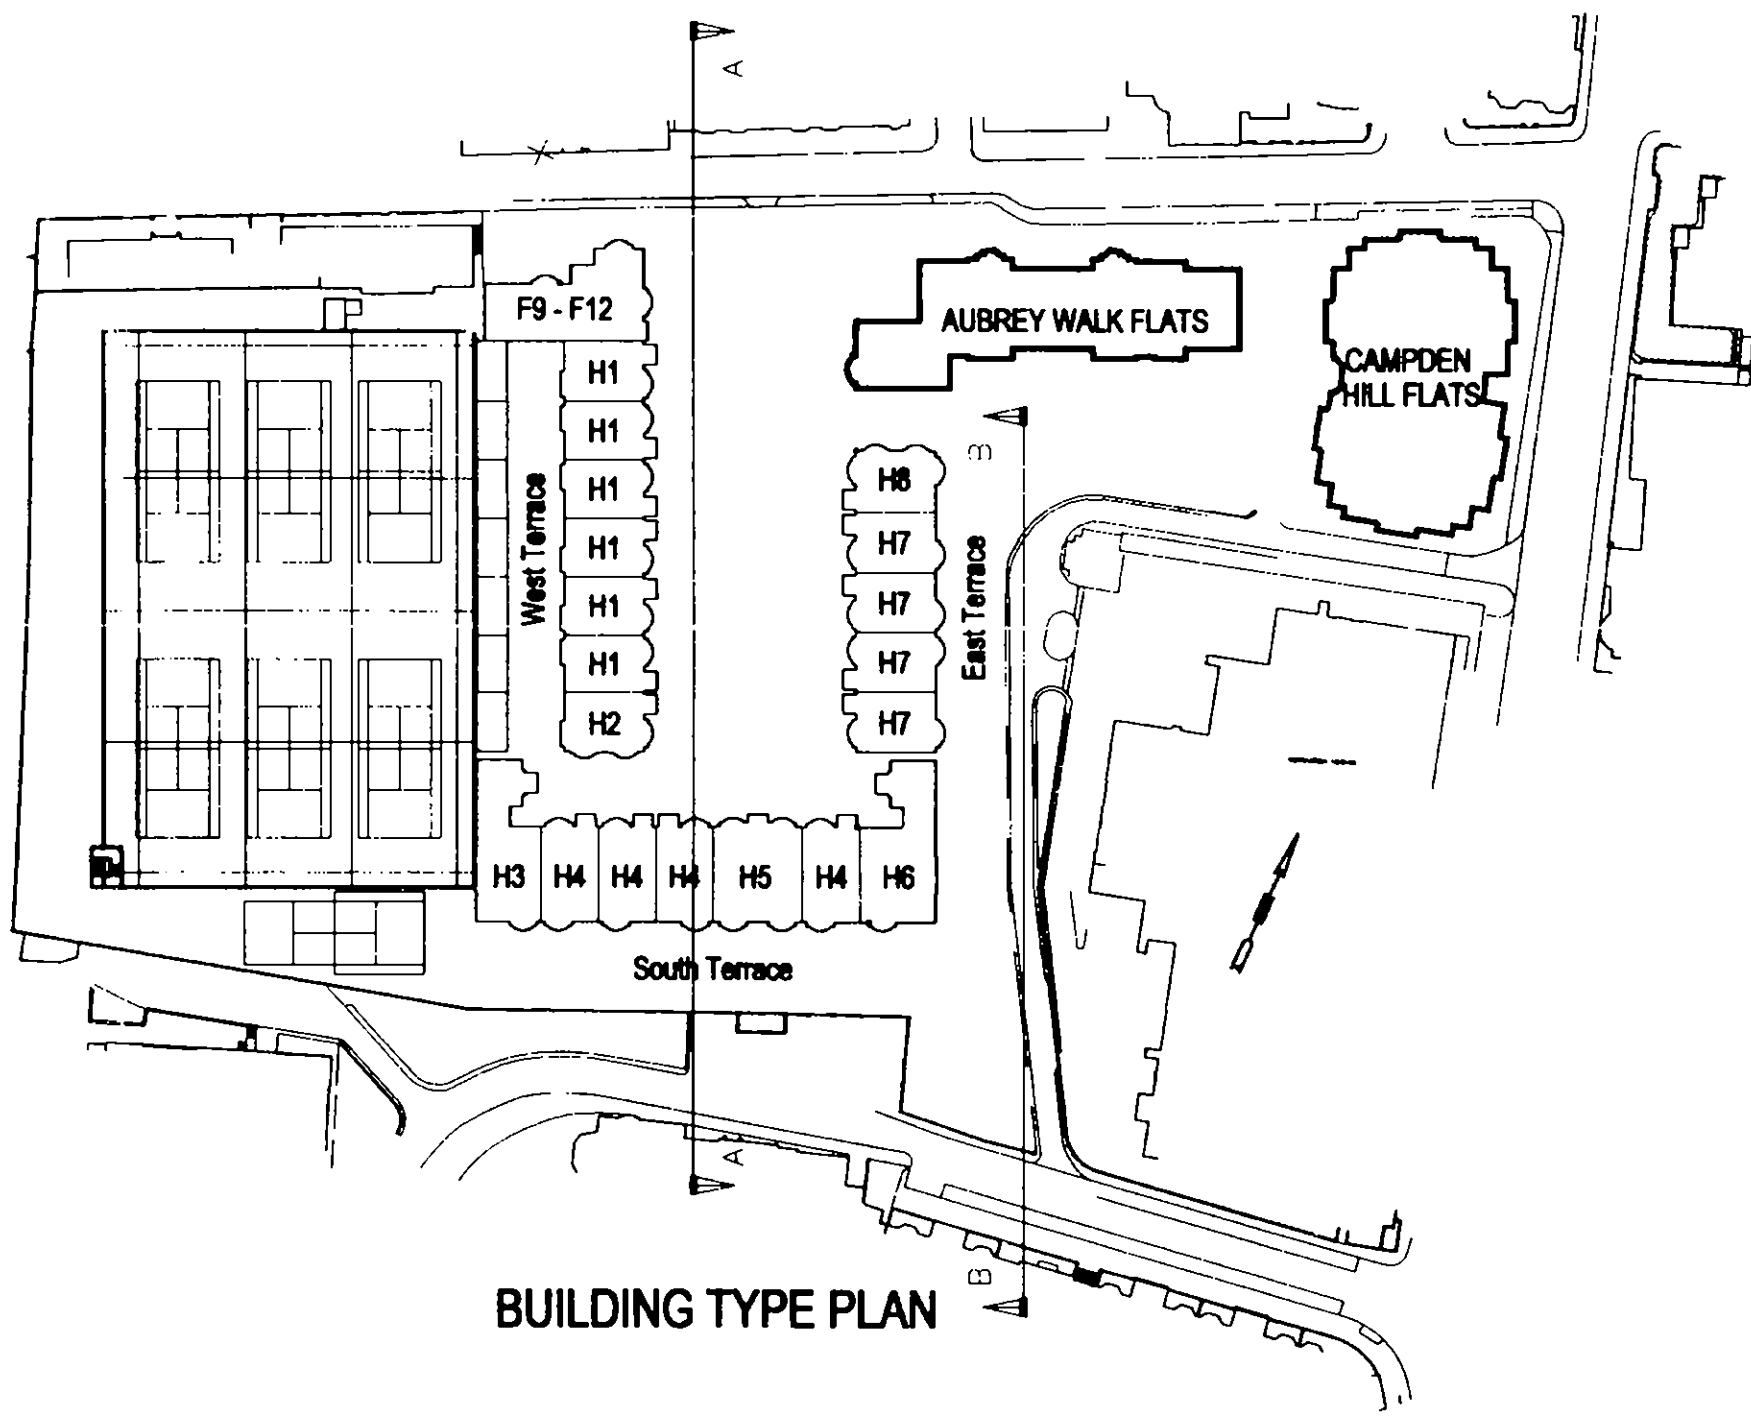 A
F9 - F12
AUBREY WALK FLATS
CAMPDEN
HILL FLATS
H1
H1
H1
H1
H1
H1
H2
West Terrace
B
H8
H7
H7
H7
H7
East Terrace
H3
H4
H4
H4
H5
H4
H6
South Terrace
A
B
BUILDING TYPE PLAN